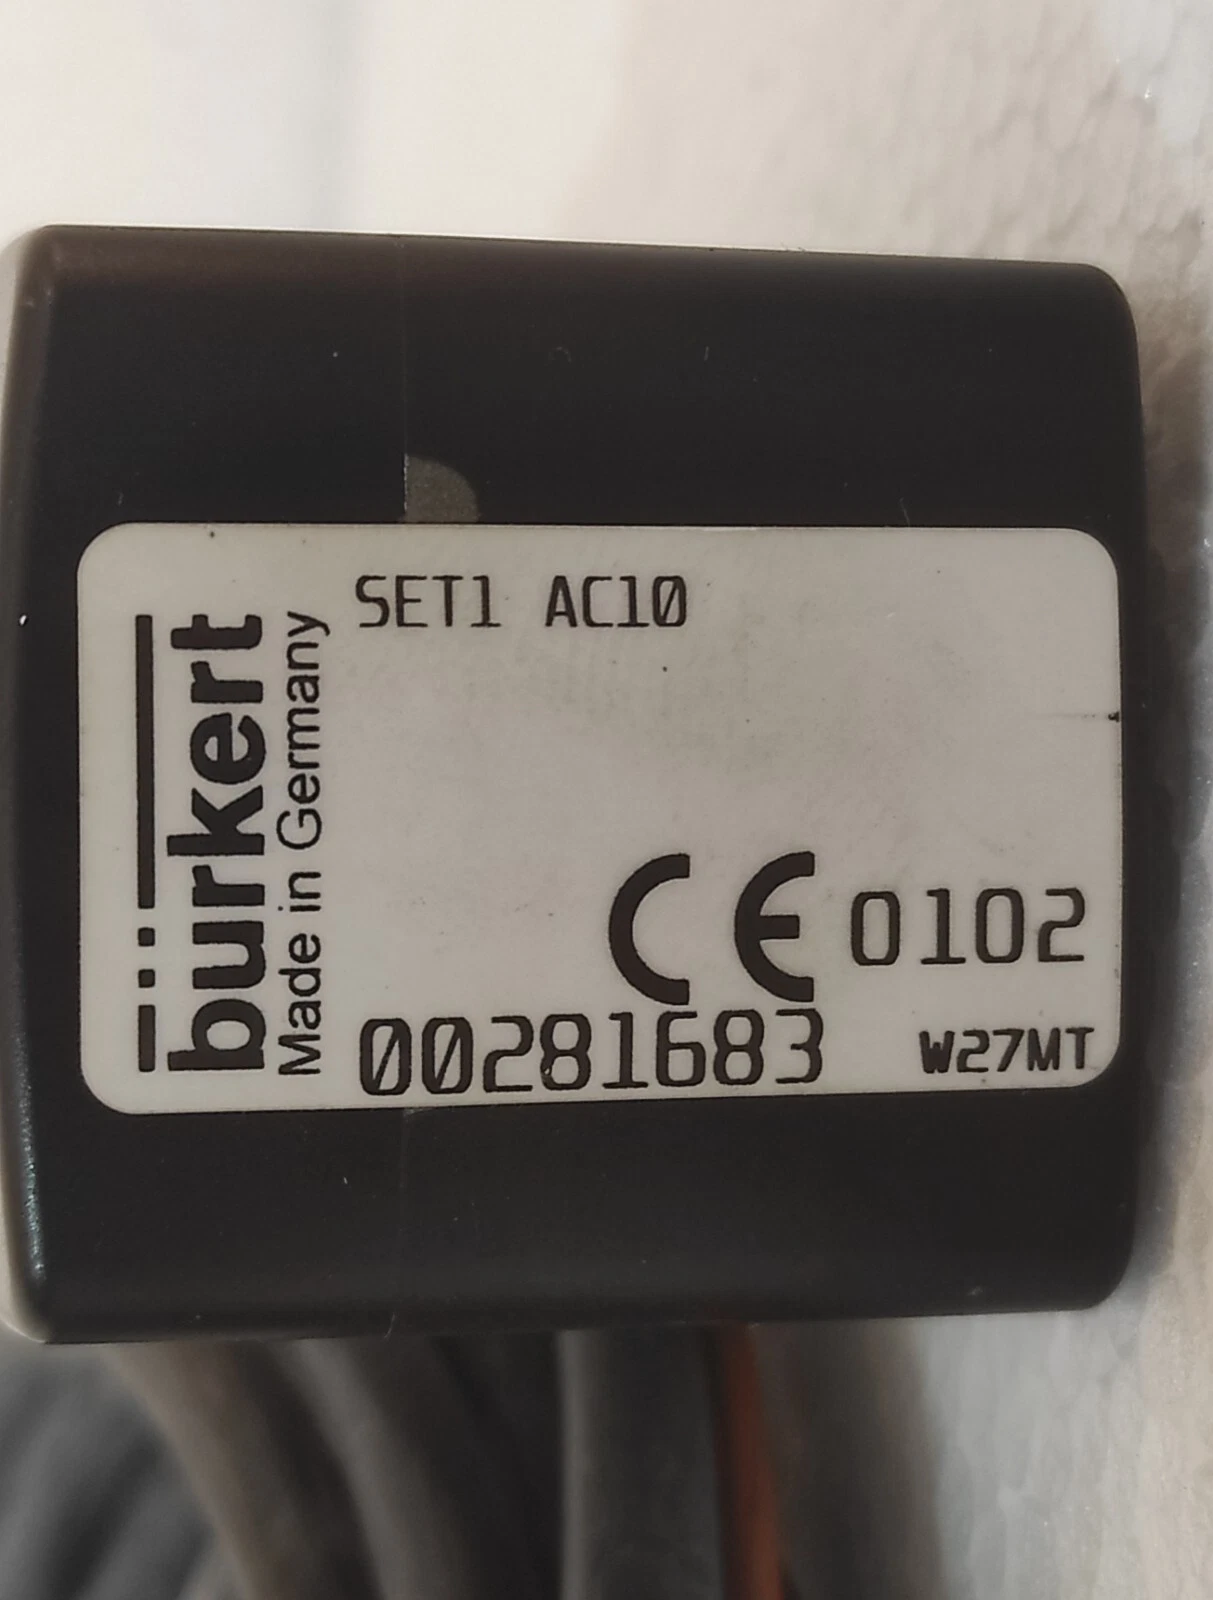 SET1 AC10
bürkert
Made in Germany
CE 0102
00281683 W27MT